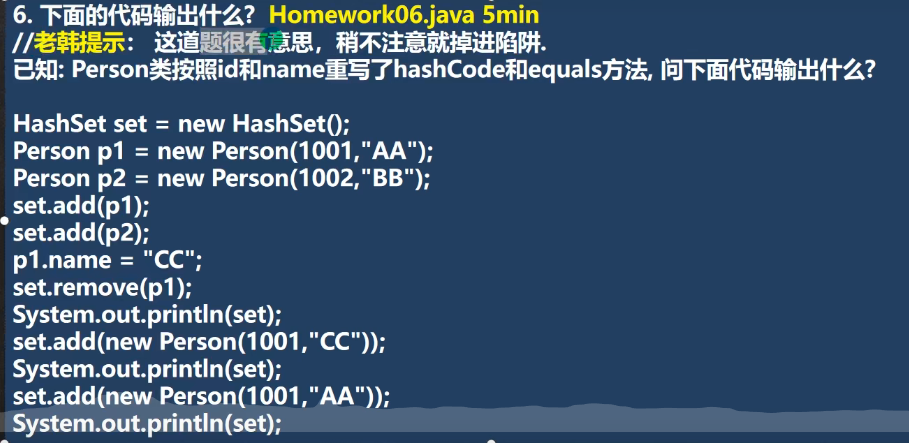 6. 下面的代码输出什么? Homework06.java 5min
//老韩提示： 这道题很有意思，稍不注意就掉进陷阱.
已知: Person类按照id和name重写了hashCode和equals方法, 问下面代码输出什么?
HashSet set = new HashSet();
Person p1 = new Person(1001,"AA");
Person p2 = new Person(1002,"BB");
set.add(p1);
set.add(p2);
p1.name = "CC";
set.remove(p1);
System.out.println(set);
set.add(new Person(1001,"CC"));
System.out.println(set);
set.add(new Person(1001,"AA"));
System.out.println(set);